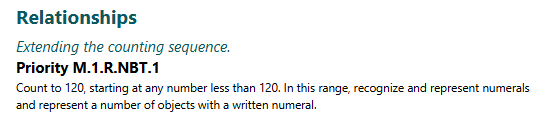 Relationships
Extending the counting sequence.
Priority M.1.R.NBT.1
Count to 120, starting at any number less than 120. In this range, recognize and represent numerals
and represent a number of objects with a written numeral.